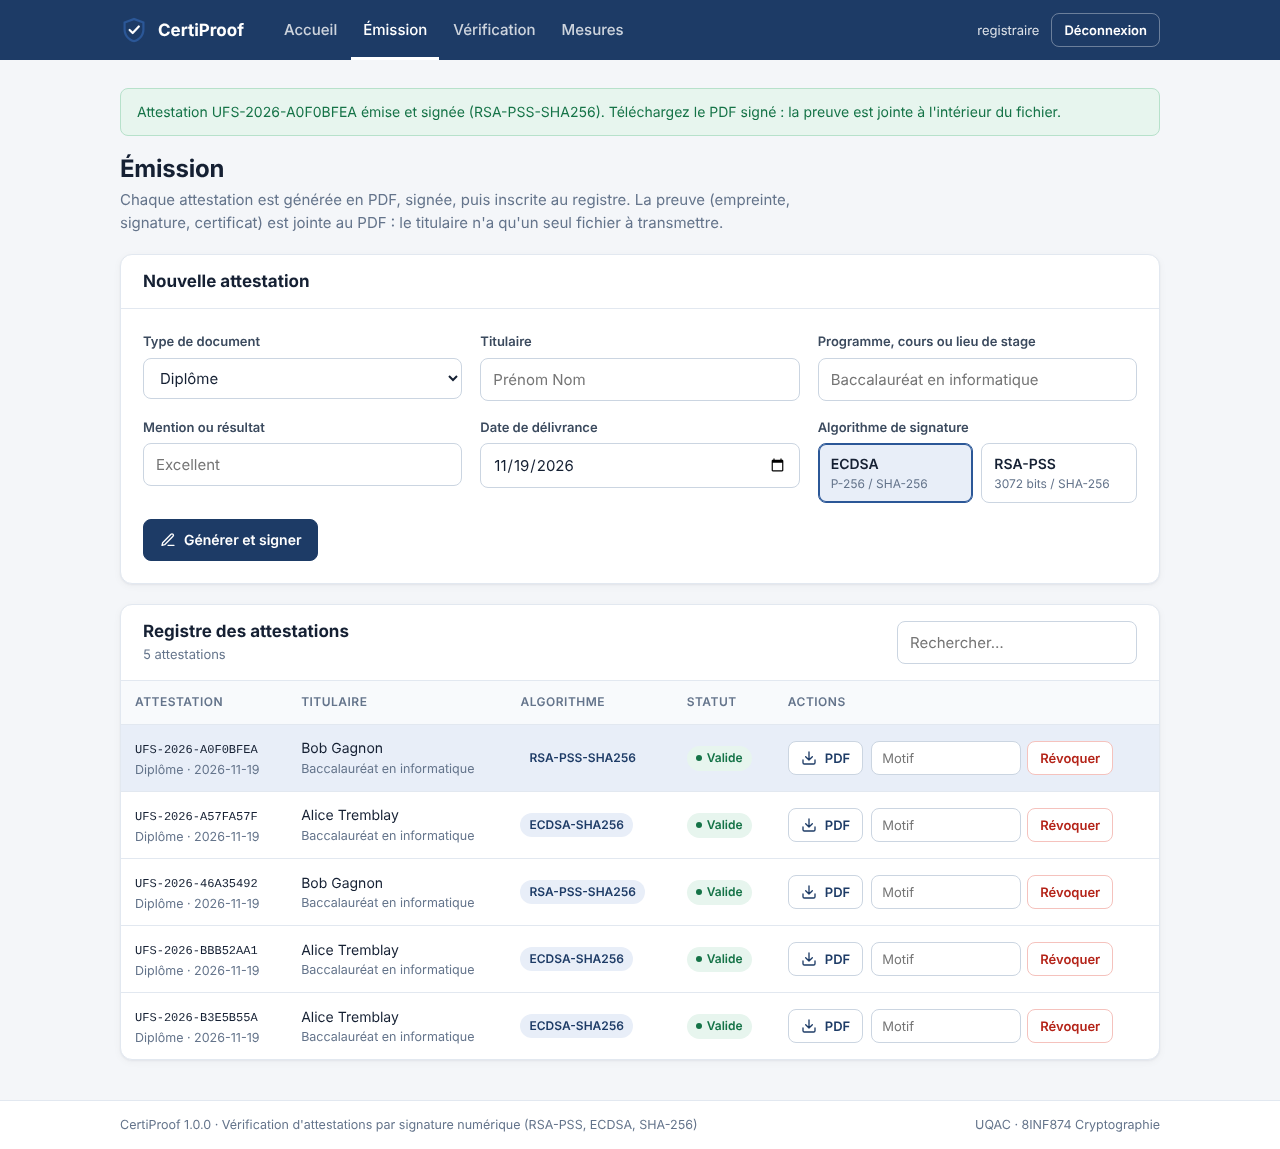 CertiProof
Accueil
Émission
Vérification
Mesures
registraire
Déconnexion
Attestation UFS-2026-A0F0BFEA émise et signée (RSA-PSS-SHA256). Téléchargez le PDF signé : la preuve est jointe à l'intérieur du fichier.
Émission
Chaque attestation est générée en PDF, signée, puis inscrite au registre. La preuve (empreinte,
signature, certificat) est jointe au PDF : le titulaire n'a qu'un seul fichier à transmettre.
Nouvelle attestation
Type de document
Titulaire
Programme, cours ou lieu de stage
Diplôme
Prénom Nom
Baccalauréat en informatique
Mention ou résultat
Date de délivrance
Algorithme de signature
Excellent
11/19/2026
ECDSA
P-256 / SHA-256
RSA-PSS
3072 bits / SHA-256
Générer et signer
Registre des attestations
5 attestations
Rechercher...
ATTESTATION
TITULAIRE
ALGORITHME
STATUT
ACTIONS
UFS-2026-A0F0BFEA
Diplôme · 2026-11-19
Bob Gagnon
Baccalauréat en informatique
RSA-PSS-SHA256
Valide
PDF
Motif
Révoquer
UFS-2026-A57FA57F
Diplôme · 2026-11-19
Alice Tremblay
Baccalauréat en informatique
ECDSA-SHA256
Valide
PDF
Motif
Révoquer
UFS-2026-46A35492
Diplôme · 2026-11-19
Bob Gagnon
Baccalauréat en informatique
RSA-PSS-SHA256
Valide
PDF
Motif
Révoquer
UFS-2026-BBB52AA1
Diplôme · 2026-11-19
Alice Tremblay
Baccalauréat en informatique
ECDSA-SHA256
Valide
PDF
Motif
Révoquer
UFS-2026-B3E5B55A
Diplôme · 2026-11-19
Alice Tremblay
Baccalauréat en informatique
ECDSA-SHA256
Valide
PDF
Motif
Révoquer
CertiProof 1.0.0 · Vérification d'attestations par signature numérique (RSA-PSS, ECDSA, SHA-256)
UQAC · 8INF874 Cryptographie